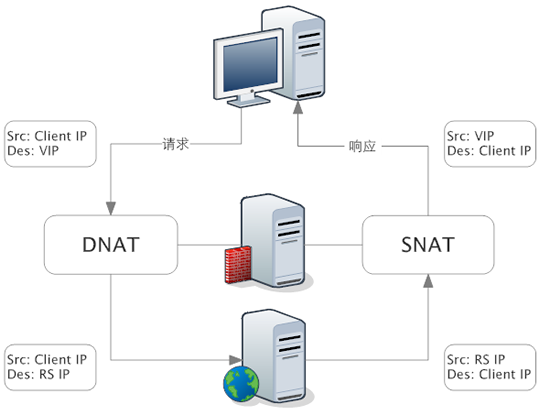 Src: Client IP
Des: VIP
请求
响应
Src: VIP
Des: Client IP
DNAT
SNAT
Src: Client IP
Des: RS IP
Src: RS IP
Des: Client IP